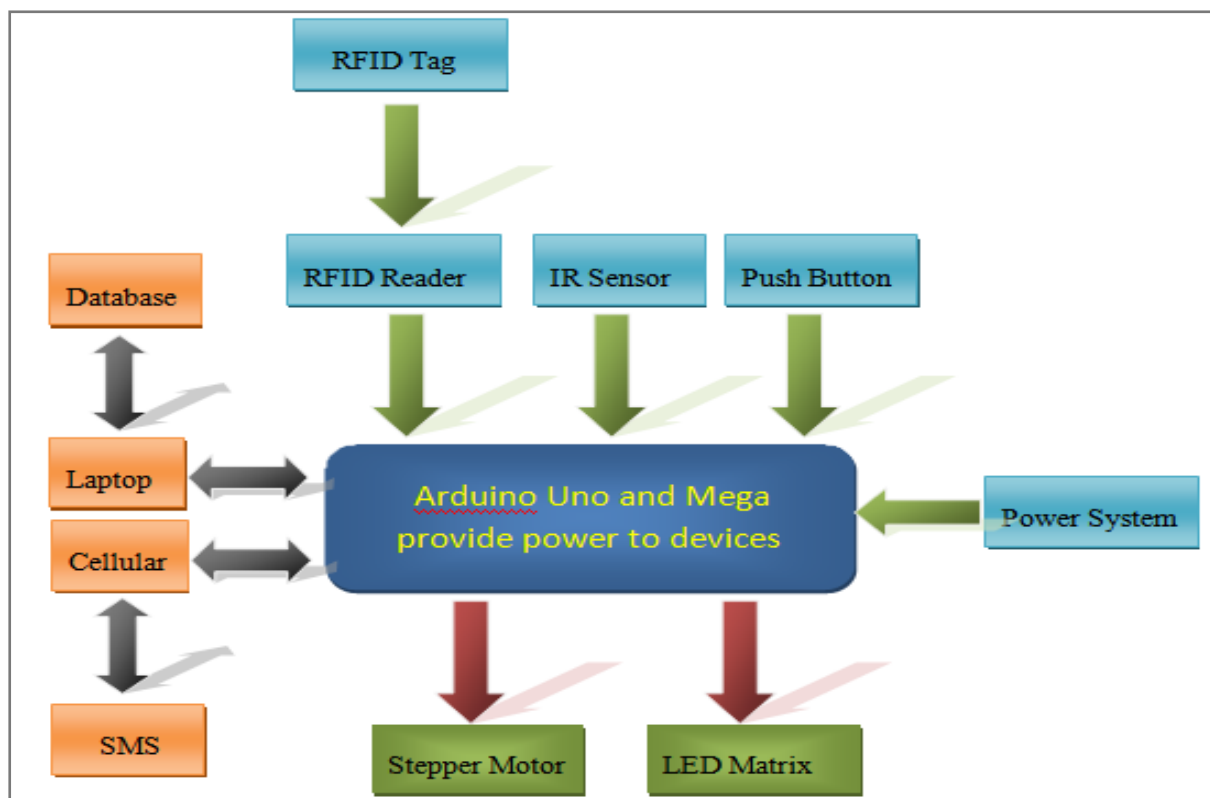 RFID Tag
RFID Reader
IR Sensor
Push Button
Database
Laptop
Cellular
SMS
Arduino Uno and Mega
provide power to devices
Power System
Stepper Motor
LED Matrix